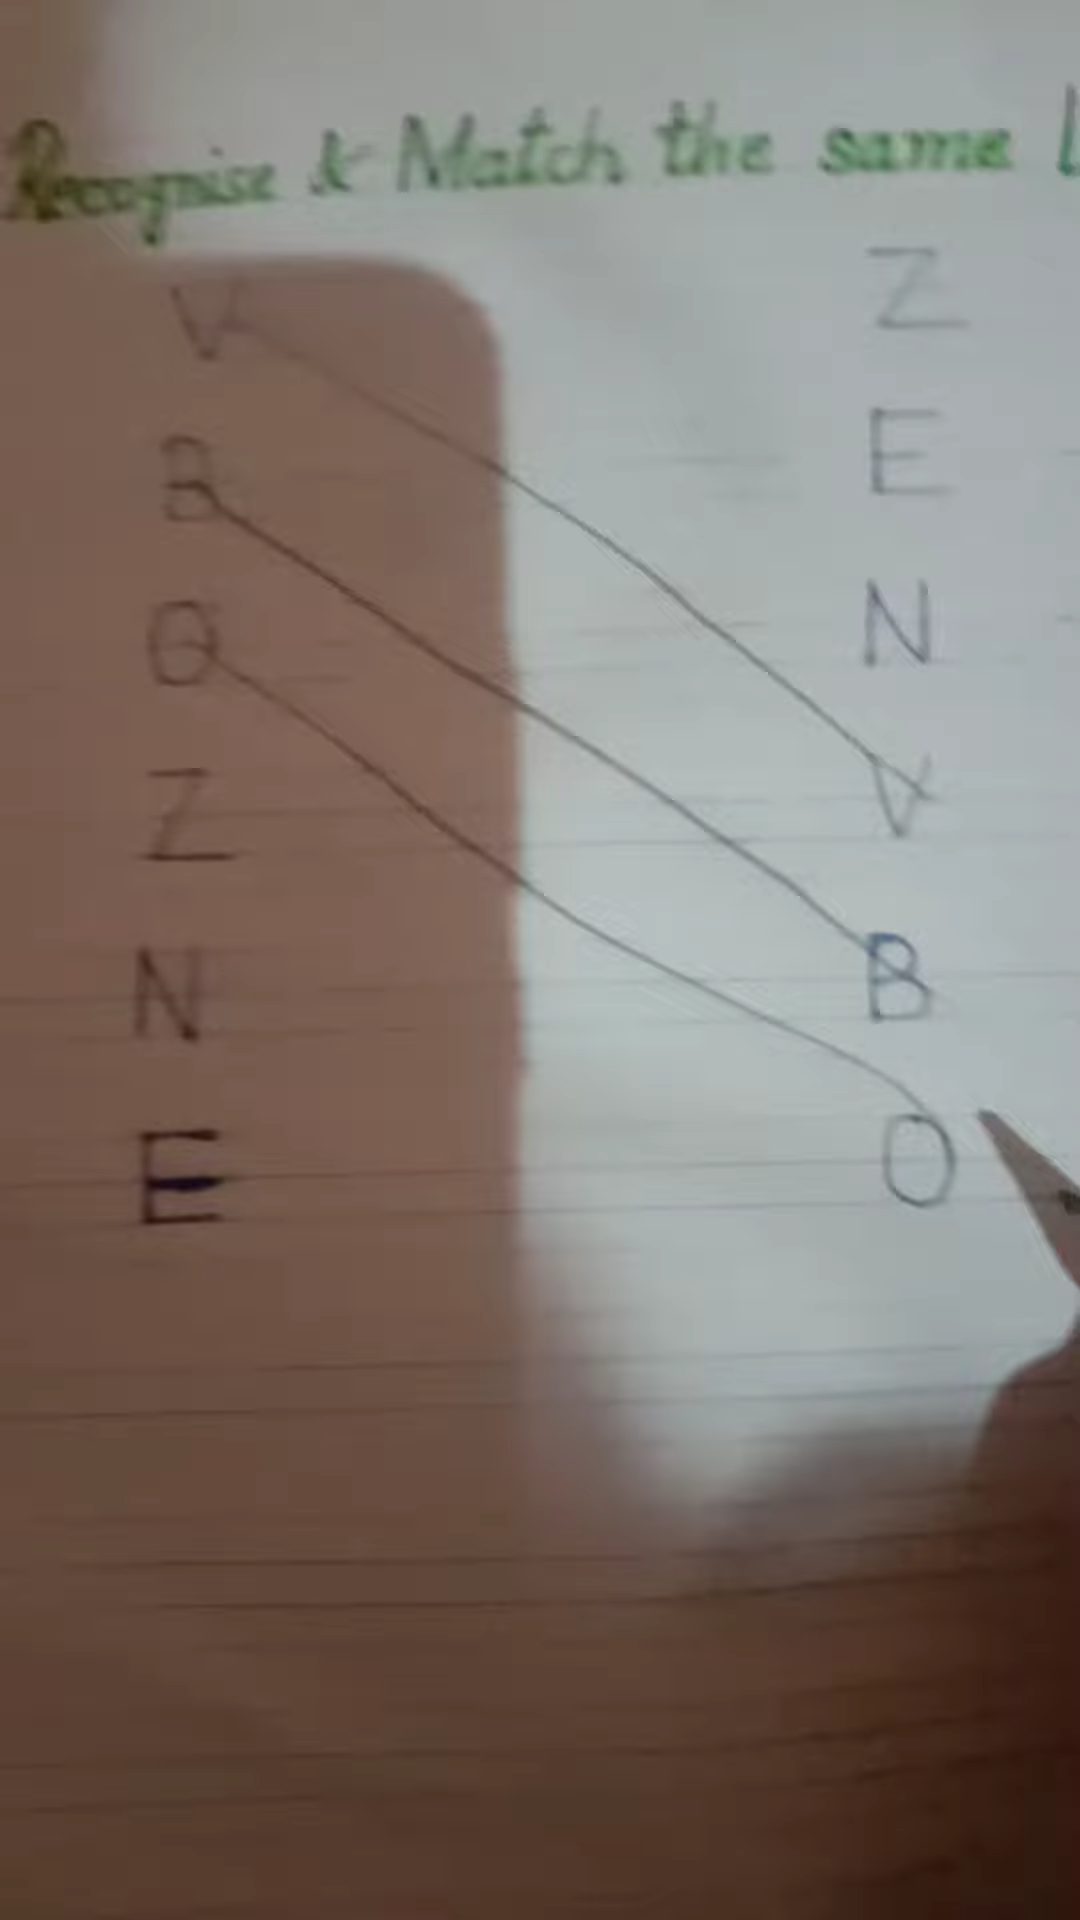 Recognise & Match the same
V Z
B E
O N
Z V
N B
E O